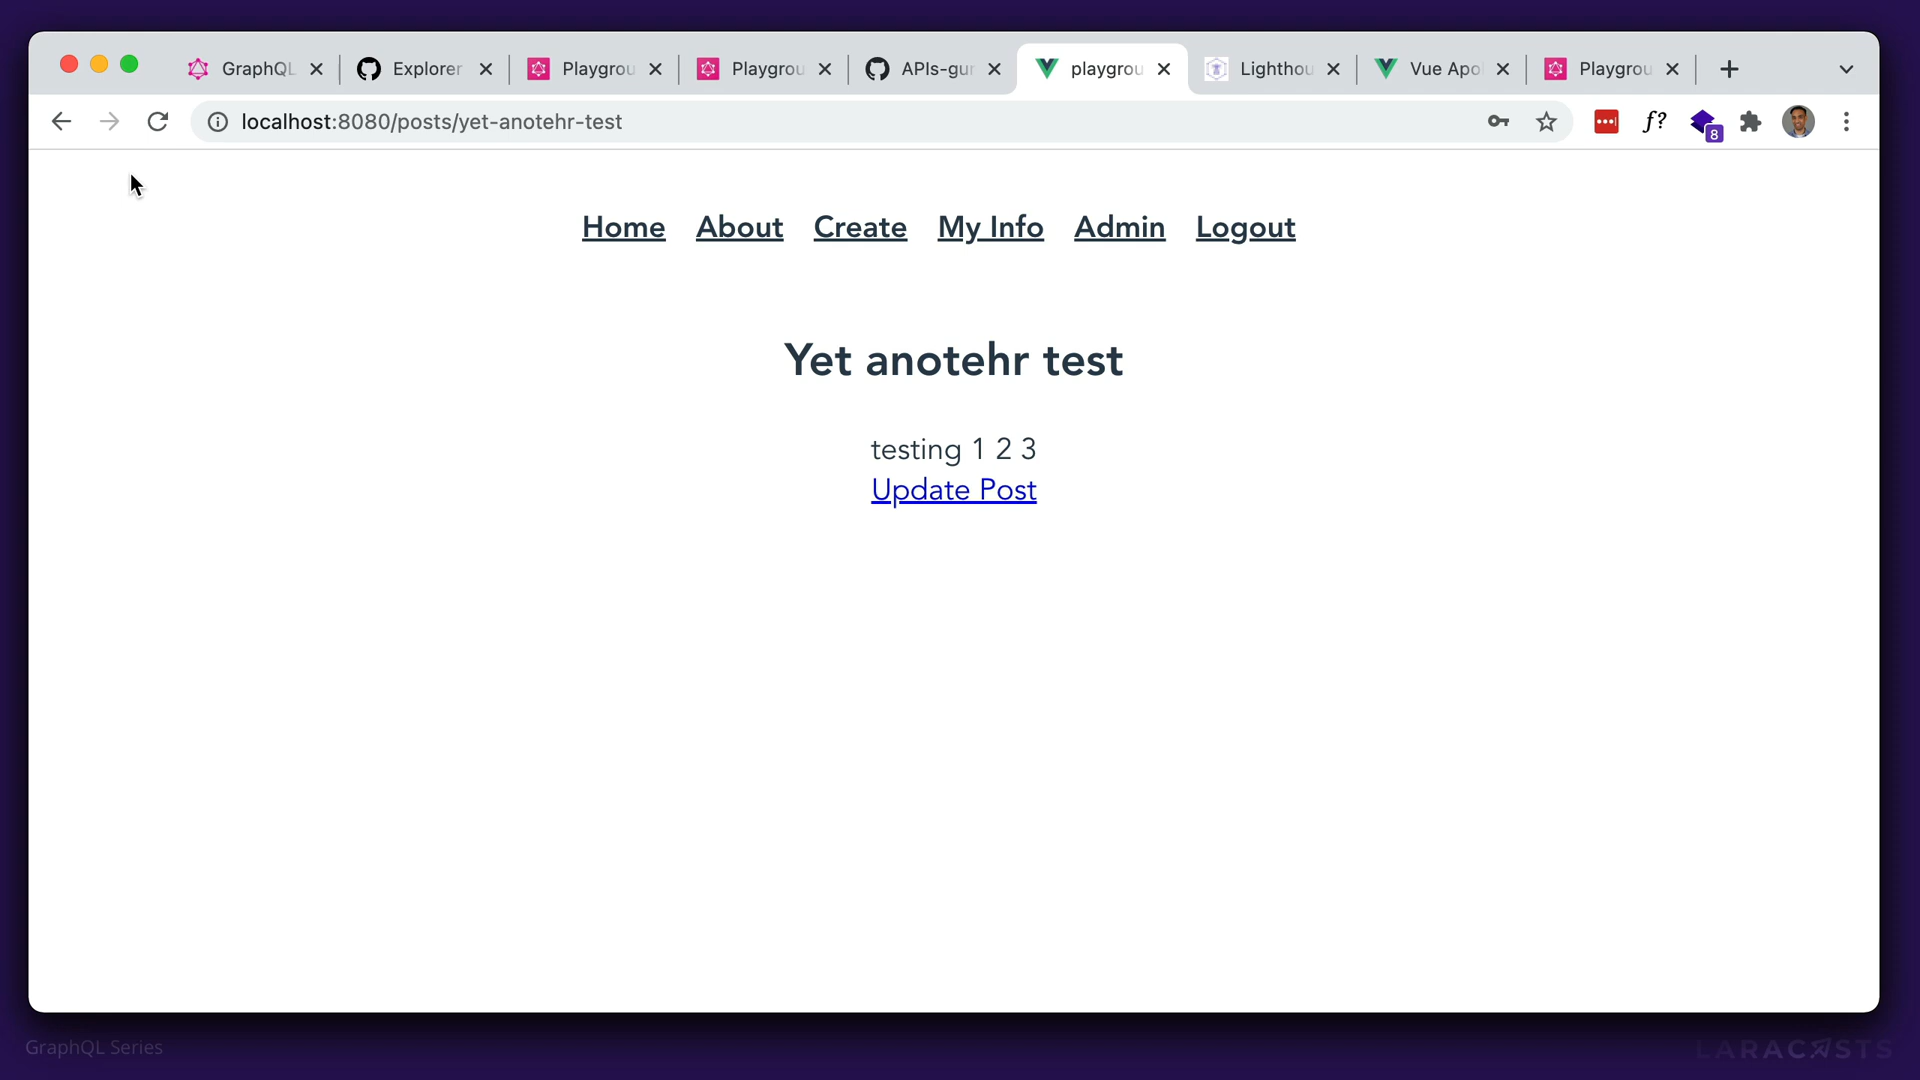 GraphQL Explorer Playgrou Playgrou APIs-gur playgrou Lighthou Vue Apol Playgrou
localhost:8080/posts/yet-anotehr-test
f?
8
Home About Create My Info Admin Logout
Yet anotehr test
testing 1 2 3
Update Post
GraphQL Series
LARACASTS